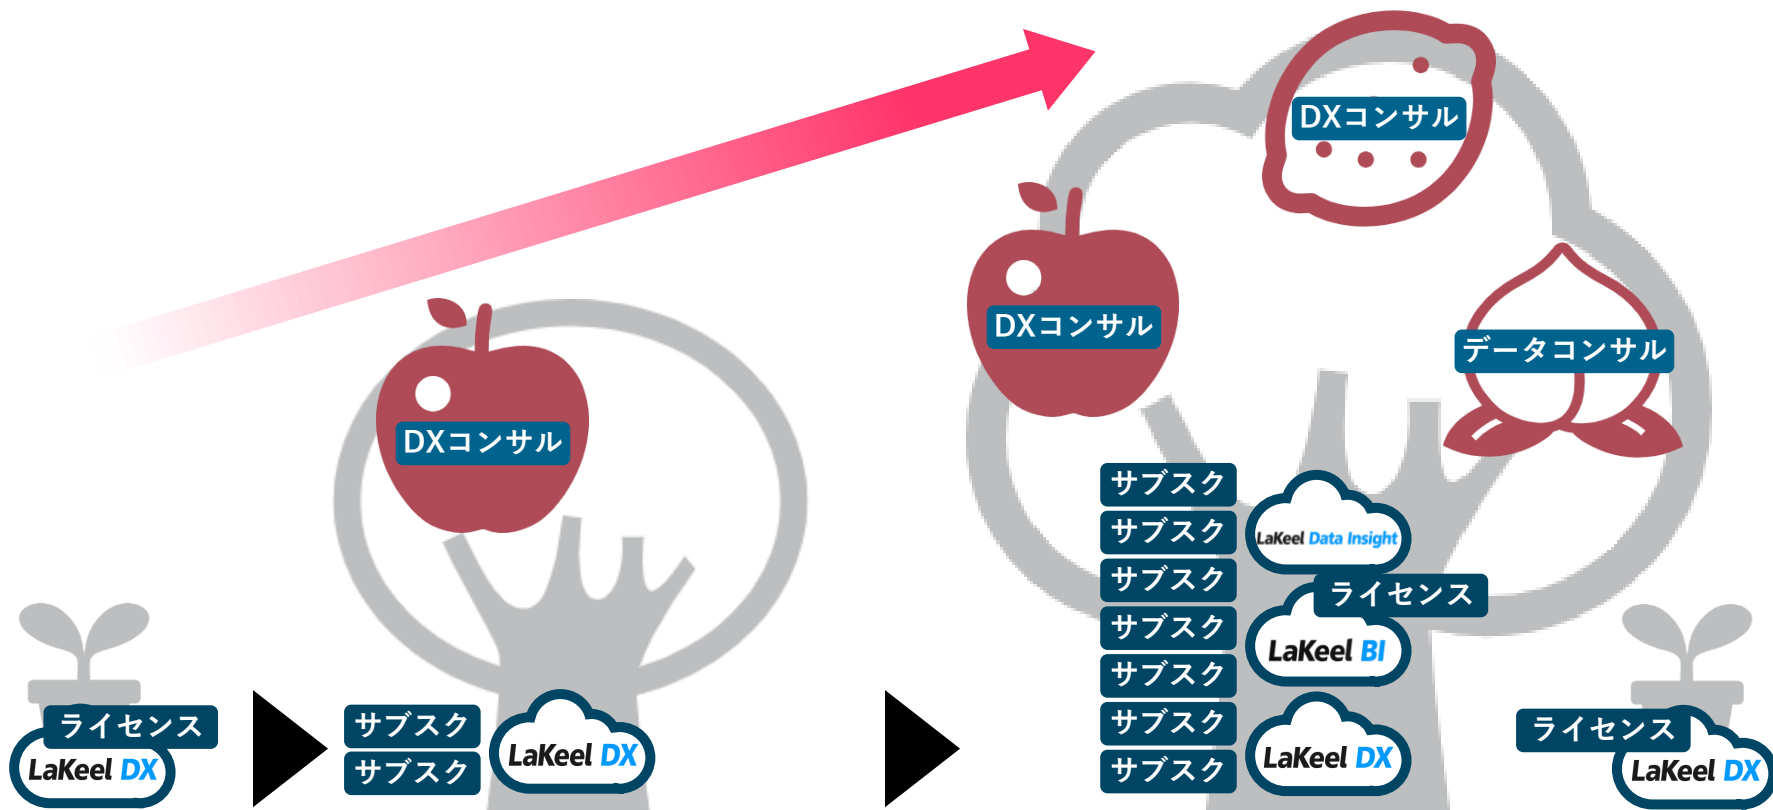 ライセンス
LaKeel DX
DXコンサル
サブスク
サブスク
LaKeel DX
DXコンサル
DXコンサル
データコンサル
サブスク
サブスク
サブスク
サブスク
サブスク
サブスク
サブスク
LaKeel Data Insight
ライセンス
LaKeel BI
LaKeel DX
ライセンス
LaKeel DX